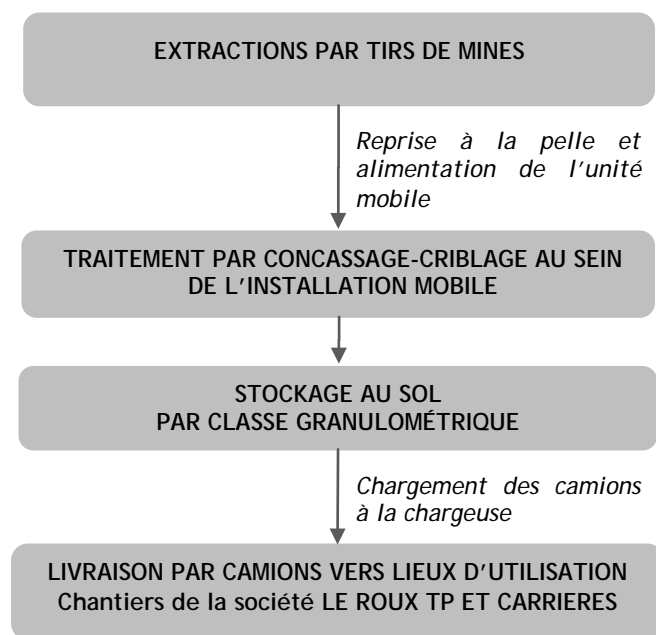 EXTRACTIONS PAR TIRS DE MINES
Reprise à la pelle et
alimentation de l'unité
mobile
TRAITEMENT PAR CONCASSAGE-CRIBLAGE AU SEIN
DE L'INSTALLATION MOBILE
STOCKAGE AU SOL
PAR CLASSE GRANULOMÉTRIQUE
Chargement des camions
à la chargeuse
LIVRAISON PAR CAMIONS VERS LIEUX D'UTILISATION
Chantiers de la société LE ROUX TP ET CARRIERES